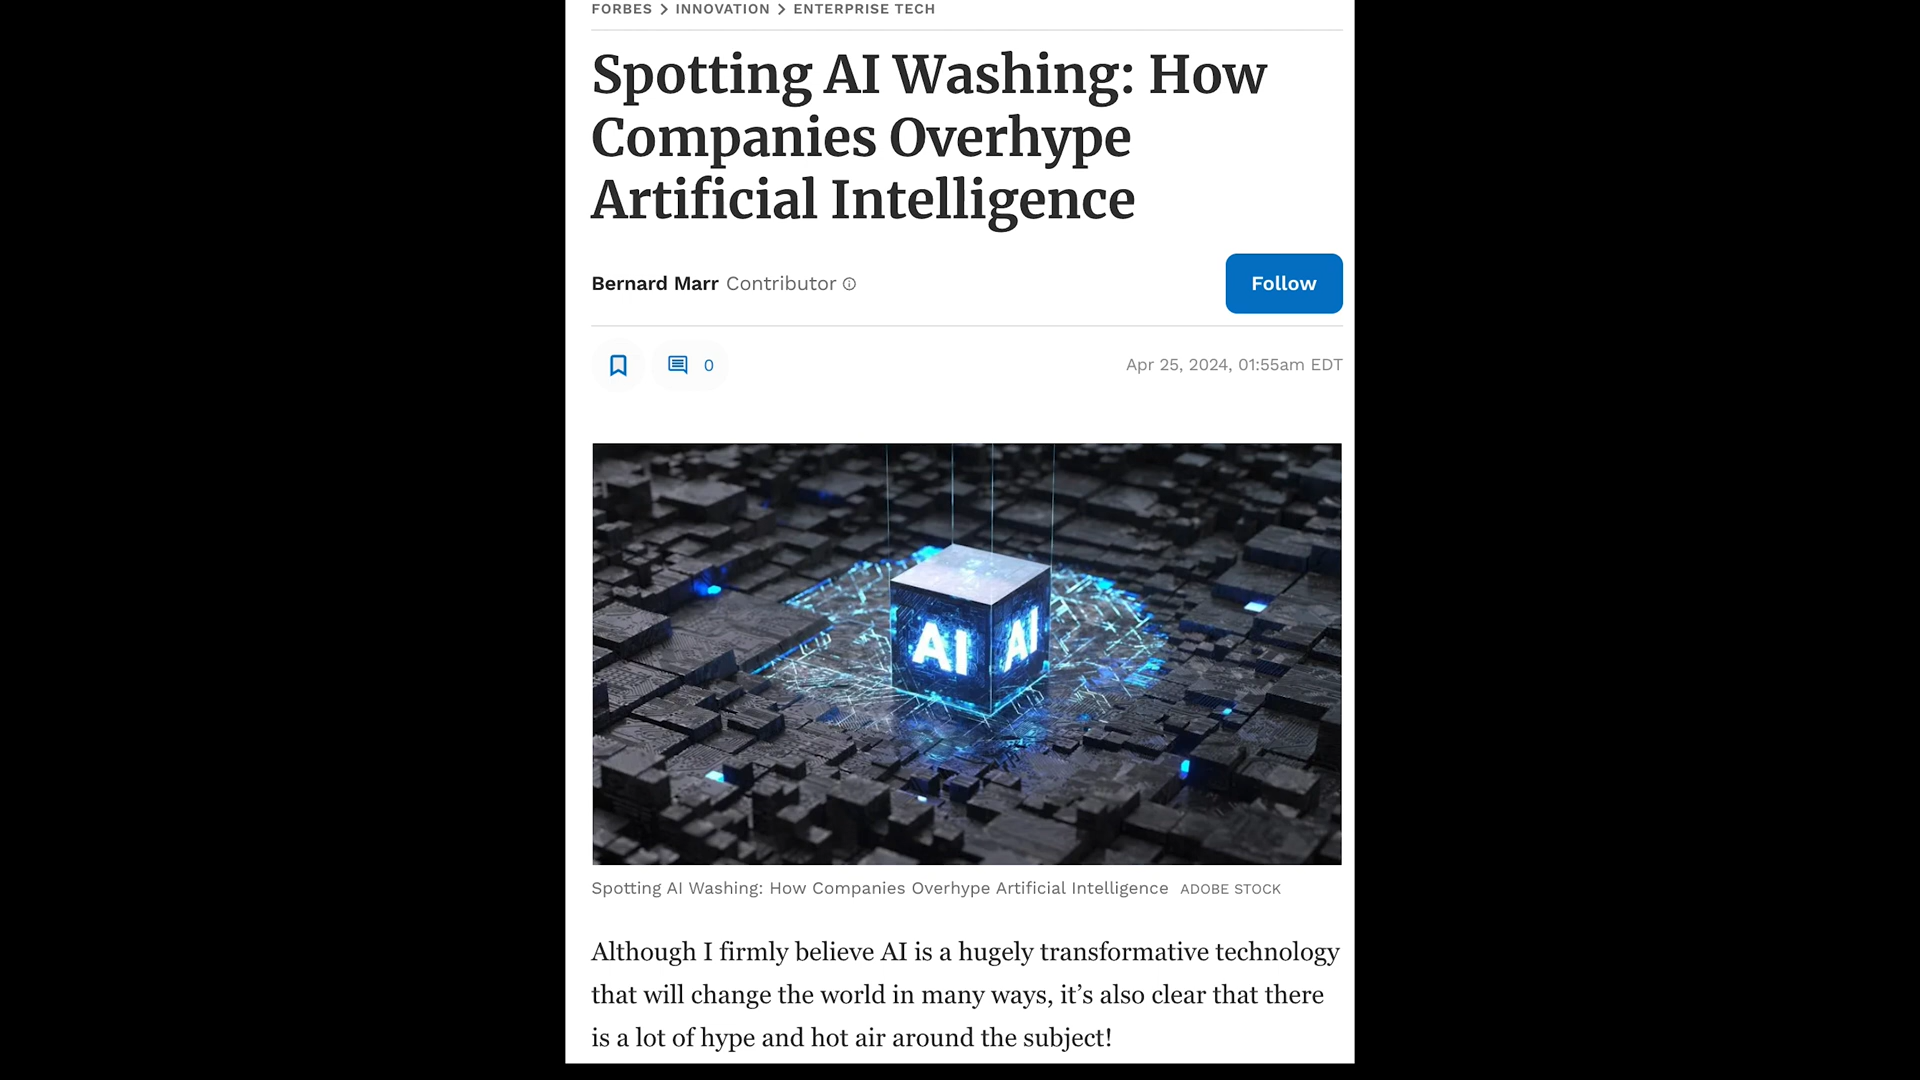 FORBES > INNOVATION > ENTERPRISE TECH
Spotting AI Washing: How
Companies Overhype
Artificial Intelligence
Bernard Marr Contributor
Follow
0
Apr 25, 2024, 01:55am EDT
AI AI
Spotting AI Washing: How Companies Overhype Artificial Intelligence ADOBE STOCK
Although I firmly believe AI is a hugely transformative technology
that will change the world in many ways, it’s also clear that there
is a lot of hype and hot air around the subject!